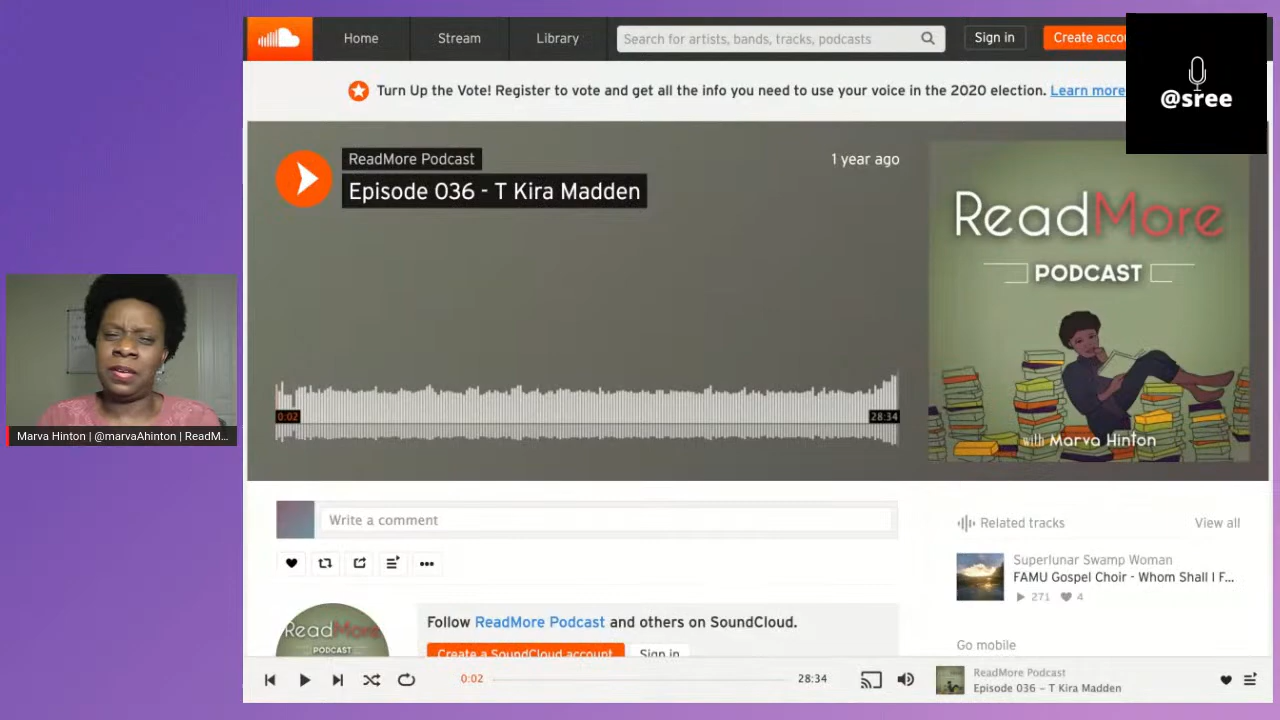 Home
Stream
Library
Search for artists, bands, tracks, podcasts
Sign in
Create accou
@sree
Turn Up the Vote! Register to vote and get all the info you need to use your voice in the 2020 election. Learn more
ReadMore Podcast
Episode 036 - T Kira Madden
1 year ago
0:02
28:34
ReadMore
PODCAST
with Marva Hinton
Marva Hinton | @marvaAhinton | ReadM...
Write a comment
Related tracks
View all
Superlunar Swamp Woman
FAMU Gospel Choir - Whom Shall I F...
271
4
ReadMore
PODCAST
Follow ReadMore Podcast and others on SoundCloud.
Create a SoundCloud account
Sign in
Go mobile
0:02
28:34
ReadMore Podcast
Episode 036 – T Kira Madden